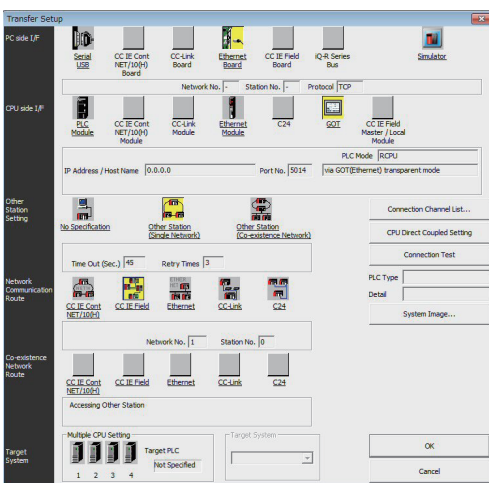 Transfer Setup
PC side I/F
Serial
USB
CC IE Cont
NET/10(H)
Board
CC-Link
Board
Ethernet
Board
CC IE Field
Board
iQ-R Series
Bus
Simulator
Network No. - Station No. - Protocol TCP
CPU side I/F
PLC
Module
CC IE Cont
NET/10(H)
Module
CC-Link
Module
Ethernet
Module
C24
GOT
CC IE Field
Master / Local
Module
PLC Mode RCPU
IP Address / Host Name 0.0.0.0 Port No. 5014 via GOT(Ethernet) transparent mode
Other
Station
Setting
No Specification
Other Station
(Single Network)
Other Station
(Co-existence Network)
Time Out (Sec.) 45 Retry Times 3
Connection Channel List...
CPU Direct Coupled Setting
Connection Test
PLC Type
Detail
System Image...
Network
Communication
Route
CC IE Cont
NET/10(H)
CC IE Field
Ethernet
CC-Link
C24
Network No. 1 Station No. 0
Co-existence
Network
Route
CC IE Cont
NET/10(H)
CC IE Field
Ethernet
CC-Link
C24
Accessing Other Station
Target
System
Multiple CPU Setting
1 2 3 4
Target PLC
Not Specified
Target System
OK
Cancel